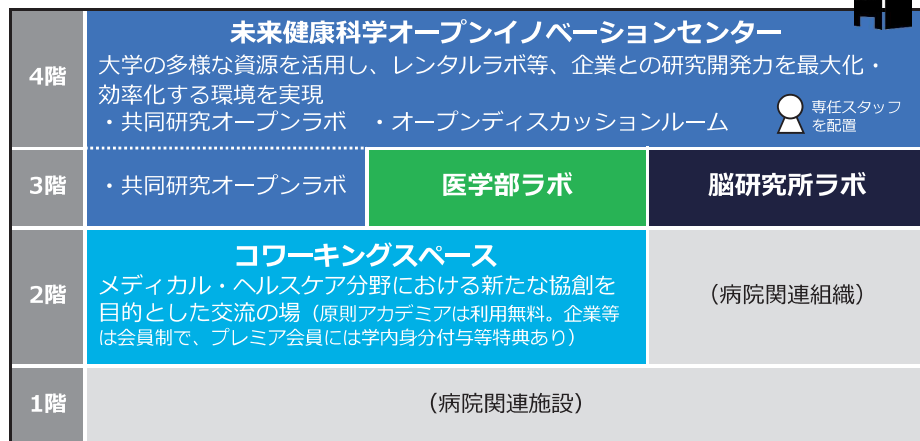 未来健康科学オープンイノベーションセンター
4階
大学の多様な資源を活用し、レンタルラボ等、企業との研究開発力を最大化・
効率化する環境を実現
・共同研究オープンラボ ・オープンディスカッションルーム
専任スタッフ
を配置
3階
・共同研究オープンラボ
医学部ラボ
脳研究所ラボ
2階
コワーキングスペース
メディカル・ヘルスケア分野における新たな協創を
目的とした交流の場（原則アカデミアは利用無料。企業等
は会員制で、プレミア会員には学内身分付与等特典あり）
（病院関連組織）
1階
（病院関連施設）